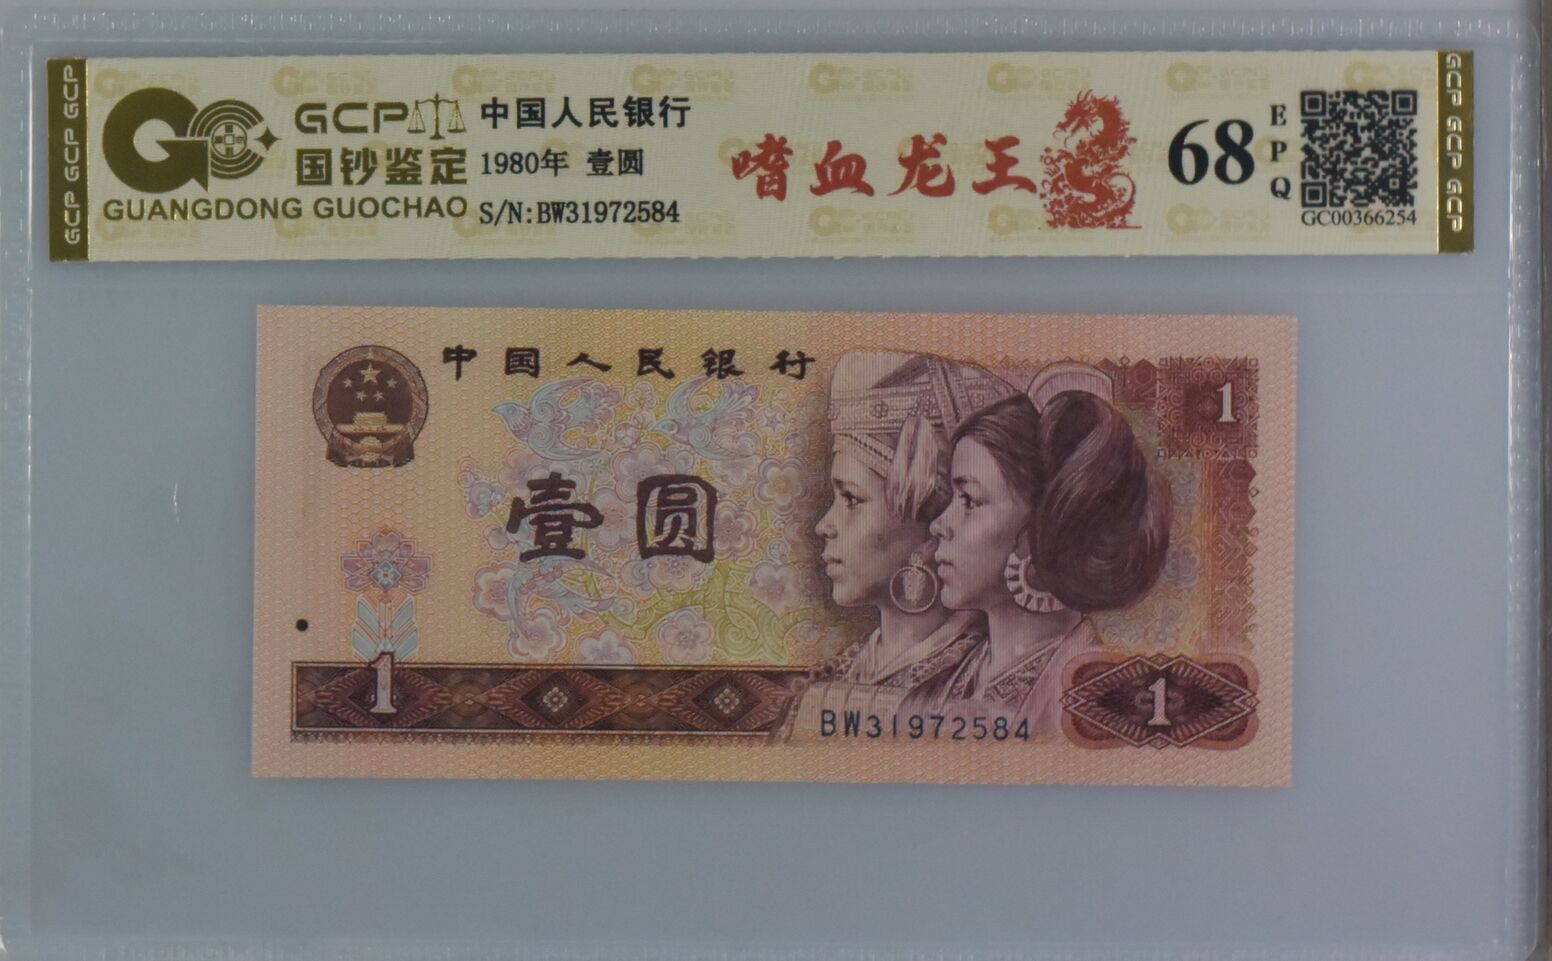 GCP GCP GCP
GCP
国钞鉴定
GUANGDONG GUOCHAO
中国人民银行
1980年 壹圆
S/N:BW31972584
嗜血龙王
68
EPQ
GC00366254
GCP GCP GCP
中国人民银行
1
壹圆
1
BW31972584
1